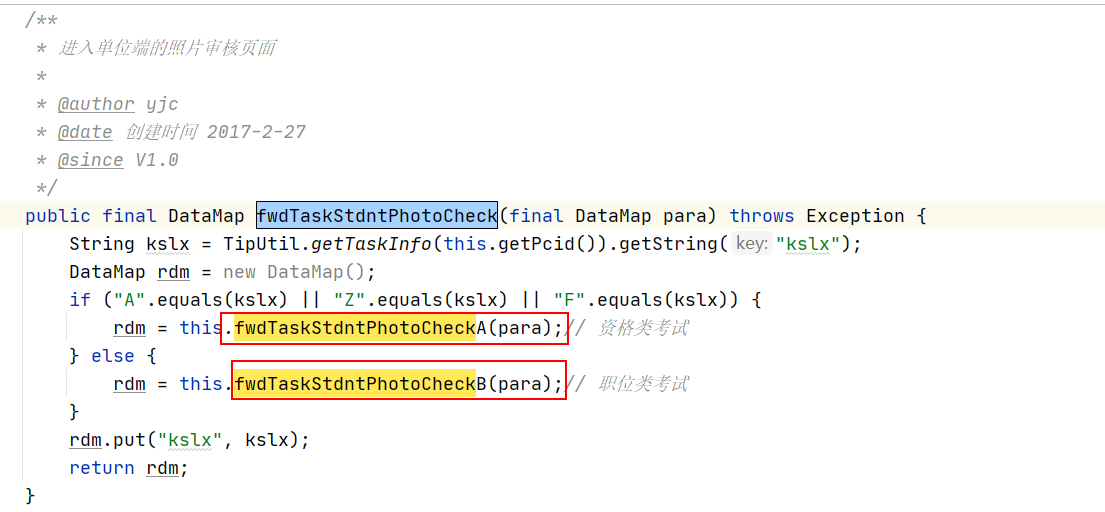 /**
 * 进入单位端的照片审核页面
 *
 * @author yjc
 * @date 创建时间 2017-2-27
 * @since V1.0
 */
public final DataMap fwdTaskStdntPhotoCheck(final DataMap para) throws Exception {
    String kslx = TipUtil.getTaskInfo(this.getPcid()).getString( key: "kslx");
    DataMap rdm = new DataMap();
    if ("A".equals(kslx) || "Z".equals(kslx) || "F".equals(kslx)) {
        rdm = this.fwdTaskStdntPhotoCheckA(para);// 资格类考试
    } else {
        rdm = this.fwdTaskStdntPhotoCheckB(para);// 职位类考试
    }
    rdm.put("kslx", kslx);
    return rdm;
}